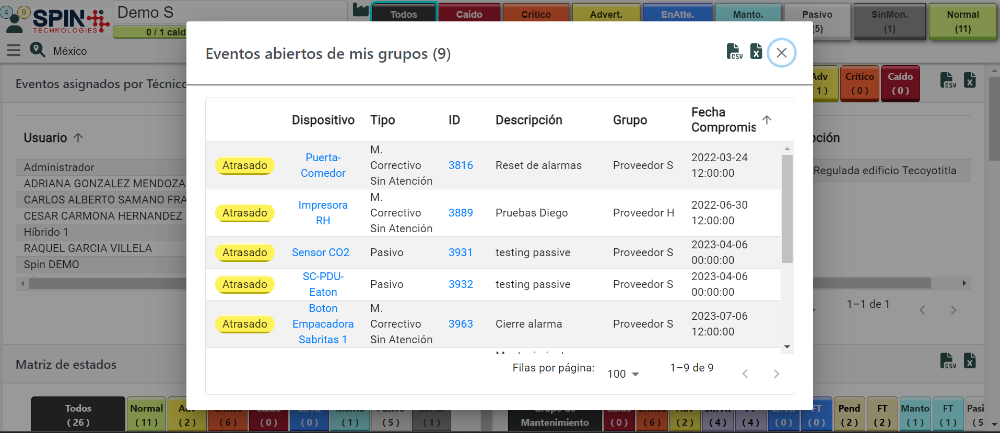 4
9
SPIN
TECHNOLOGIES
Demo S
0 / 1 caíd
México
Todos
Caído
Crítico
Advert.
EnAtte.
Manto.
Pasivo
(5)
SinMon.
(1)
Normal
(11)
Eventos asignados por Técnico
Adv
1 )
Crítico
( 0 )
Caído
( 0 )
CSV
X
Usuario
Administrador
ADRIANA GONZALEZ MENDOZA
CARLOS ALBERTO SAMANO FRA
CESAR CARMONA HERNANDEZ
Híbrido 1
RAQUEL GARCIA VILLELA
Spin DEMO
Eventos abiertos de mis grupos (9)
CSV
X
Dispositivo
Tipo
ID
Descripción
Grupo
Fecha
Compromis
Atrasado
Puerta-
Comedor
M.
Correctivo
Sin Atención
3816
Reset de alarmas
Proveedor S
2022-03-24
12:00:00
Atrasado
Impresora
RH
M.
Correctivo
Sin Atención
3889
Pruebas Diego
Proveedor H
2022-06-30
12:00:00
Atrasado
Sensor CO2
Pasivo
3931
testing passive
Proveedor S
2023-04-06
00:00:00
Atrasado
SC-PDU-
Eaton
Pasivo
3932
testing passive
Proveedor S
2023-04-06
00:00:00
Atrasado
Boton
Empacadora
Sabritas 1
M.
Correctivo
Sin Atención
3963
Cierre alarma
Proveedor S
2023-07-06
12:00:00
Filas por página:
100
1–9 de 9
pción
Regulada edificio Tecoyotitla
1–1 de 1
Matriz de estados
CSV
X
Todos
( 26 )
Normal
( 11 )
Adv
( 2 )
( 6 )
( 0 )
( 0 )
( 1 )
( 5 )
( 1 )
Mantenimiento
( 0 )
( 6 )
( 2 )
( 4 )
( 4 )
( 0 )
FT
( 0 )
Pend
( 2 )
FT
( 2 )
Manto
( 1 )
FT
( 1 )
Pasi
( 5